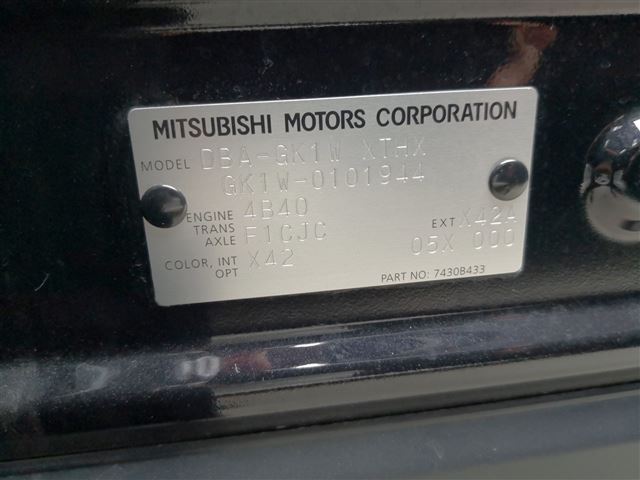 MITSUBISHI MOTORS CORPORATION
MODEL DBA-GK1W XTHX
GK1W-0101944
ENGINE 4B40
TRANS AXLE F1CJC EXT X42A
COLOR, INT OPT X42 05X 000
PART NO: 7430B433